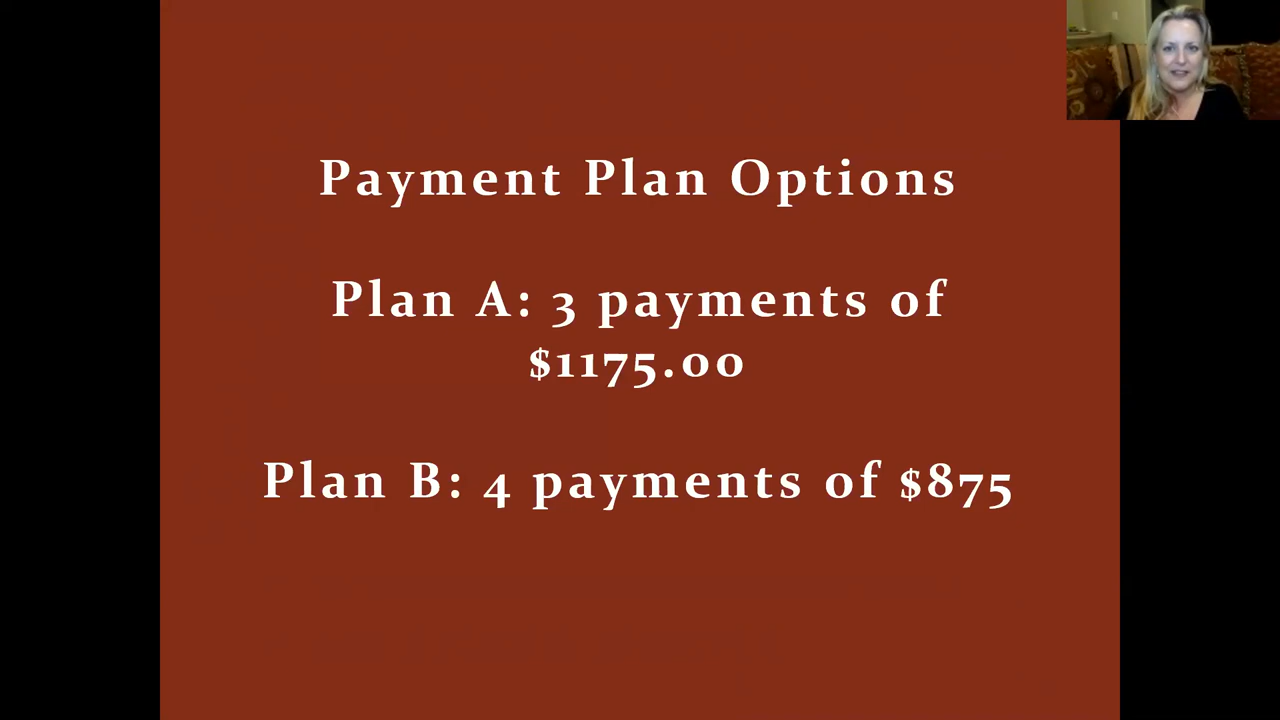 Payment Plan Options
Plan A: 3 payments of
$1175.00
Plan B: 4 payments of $875